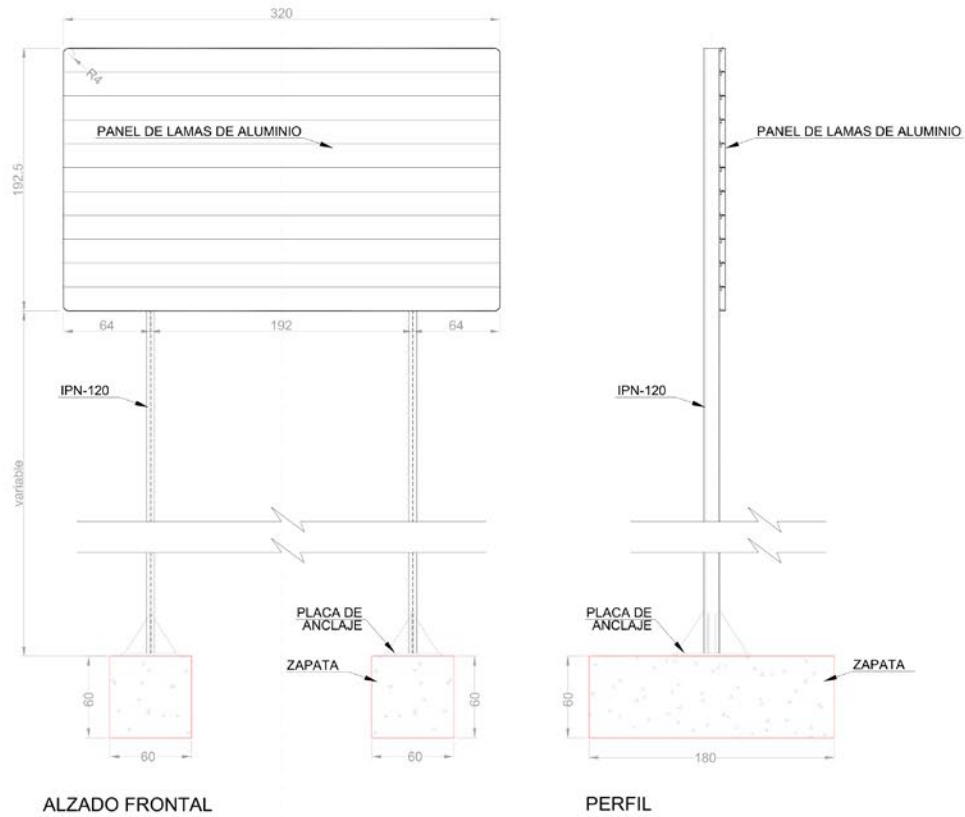 320
R4
PANEL DE LAMAS DE ALUMINIO
PANEL DE LAMAS DE ALUMINIO
192.5
64
192
64
IPN-120
IPN-120
variable
PLACA DE
ANCLAJE
PLACA DE
ANCLAJE
ZAPATA
ZAPATA
60
60
60
60
60
180
ALZADO FRONTAL
PERFIL